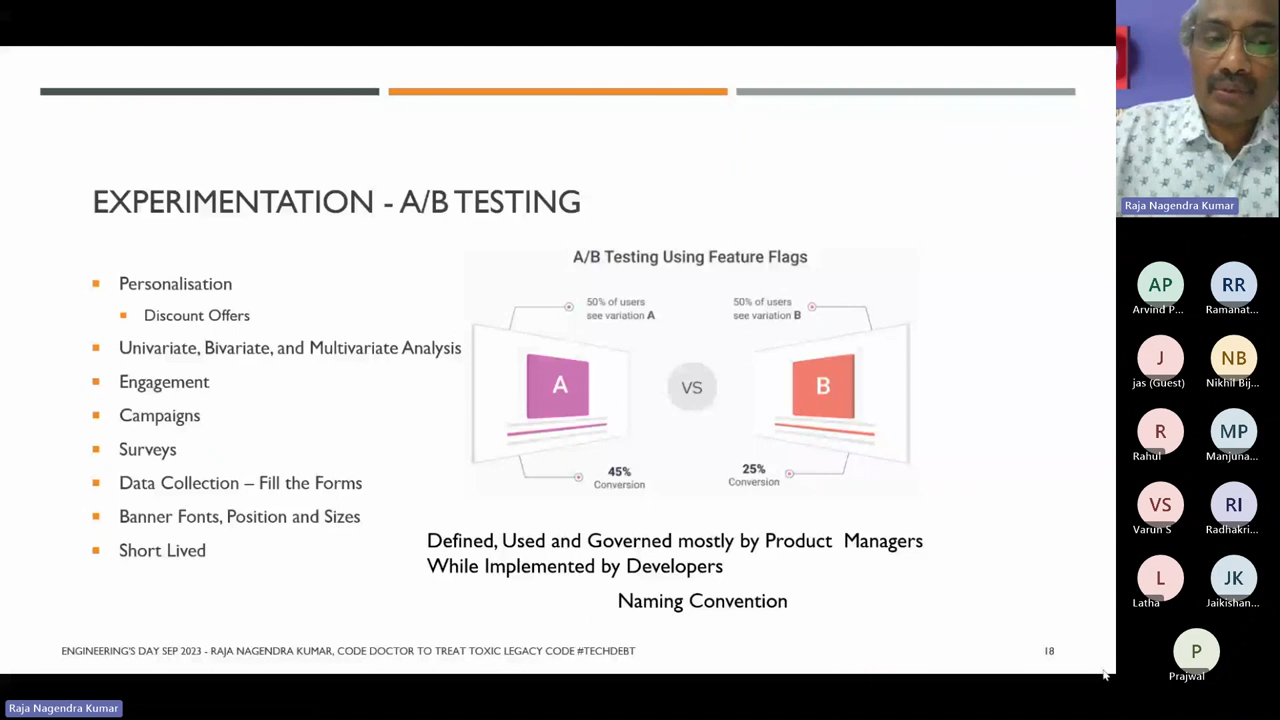 EXPERIMENTATION - A/B TESTING
Personalisation
Discount Offers
Univariate, Bivariate, and Multivariate Analysis
Engagement
Campaigns
Surveys
Data Collection – Fill the Forms
Banner Fonts, Position and Sizes
Short Lived
A/B Testing Using Feature Flags
50% of users
see variation A
50% of users
see variation B
A
VS
B
45%
Conversion
25%
Conversion
Defined, Used and Governed mostly by Product Managers
While Implemented by Developers
Naming Convention
ENGINEERING'S DAY SEP 2023 - RAJA NAGENDRA KUMAR, CODE DOCTOR TO TREAT TOXIC LEGACY CODE #TECHDEBT
18
Raja Nagendra Kumar
Raja Nagendra Kumar
AP
Arvind P...
RR
Ramanat...
J
jas (Guest)
NB
Nikhil Bij...
R
Rahul
MP
Manjuna...
VS
Varun S
RI
Radhakri...
L
Latha
JK
Jaikishan...
P
Prajwal